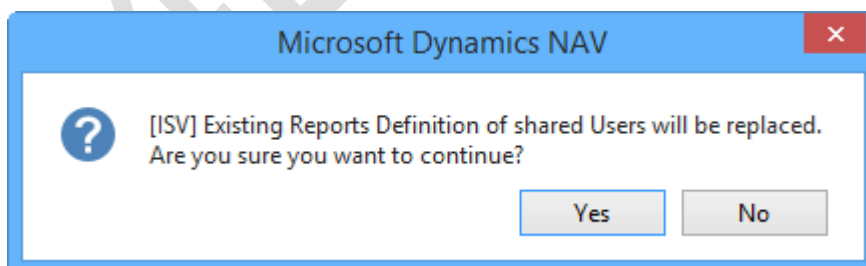 Microsoft Dynamics NAV
[ISV] Existing Reports Definition of shared Users will be replaced.
Are you sure you want to continue?
Yes No